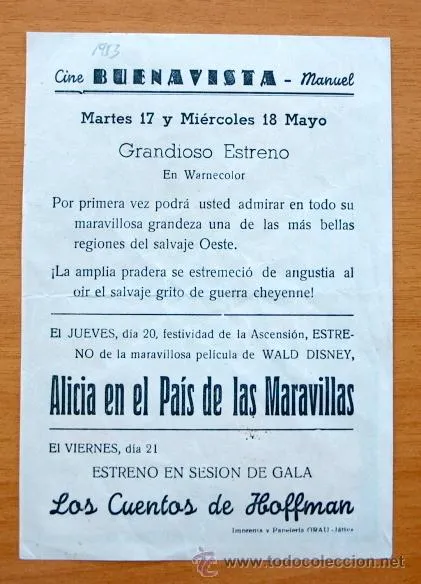 1953
Cine BUENAVISTA - Manuel
Martes 17 y Miércoles 18 Mayo
Grandioso Estreno
En Warnecolor
Por primera vez podrá usted admirar en todo su
maravillosa grandeza una de las más bellas
regiones del salvaje Oeste.
¡La amplia pradera se estremeció de angustia al
oir el salvaje grito de guerra cheyenne!
El JUEVES, día 20, festividad de la Ascensión, ESTRE-
NO de la maravillosa película de WALD DISNEY,
Alicia en el País de las Maravillas
El VIERNES, día 21
ESTRENO EN SESION DE GALA
Los Cuentos de Hoffman
Imprenta y Papelería GRAU-Játiva
www.todocoleccion.net